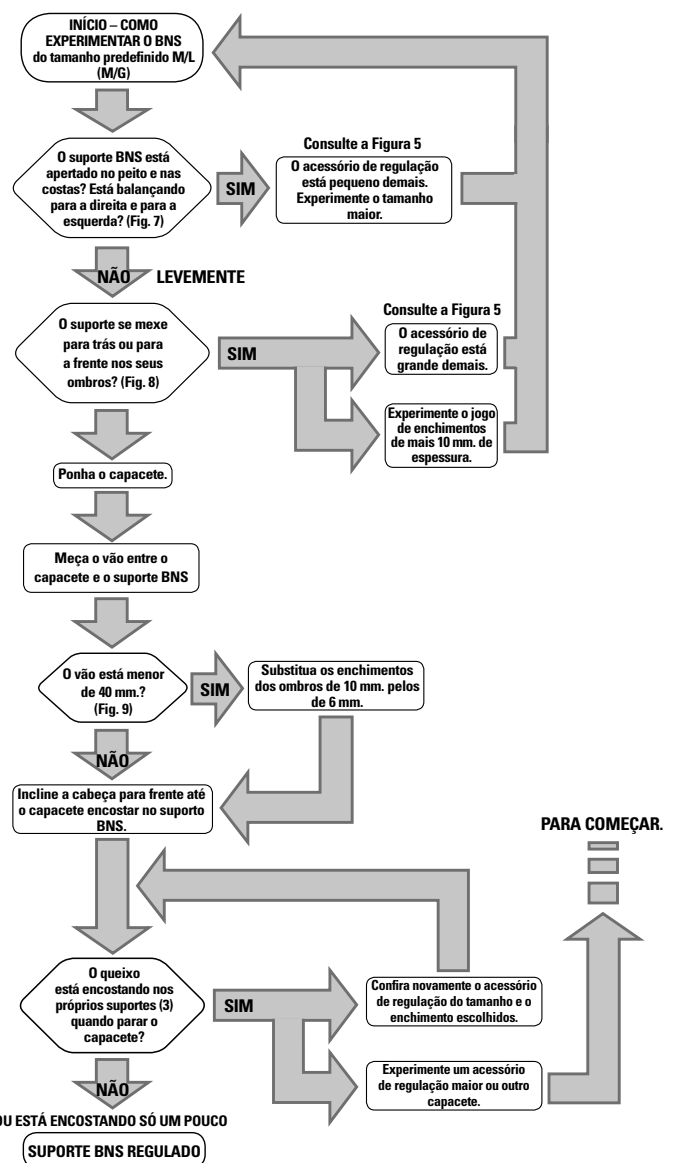 INÍCIO – COMO
EXPERIMENTAR O BNS
do tamanho predefinido M/L
(M/G)
O suporte BNS está
apertado no peito e nas
costas? Está balançando
para a direita e para a
esquerda? (Fig. 7)
SIM
Consulte a Figura 5
O acessório de regulação
está pequeno demais.
Experimente o tamanho
maior.
NÃO
LEVEMENTE
O suporte se mexe
para trás ou para
a frente nos seus
ombros? (Fig. 8)
SIM
Consulte a Figura 5
O acessório de
regulação está
grande demais.
Experimente o jogo
de enchimentos
de mais 10 mm. de
espessura.
Ponha o capacete.
Meça o vão entre o
capacete e o suporte BNS
O vão está menor
de 40 mm.?
(Fig. 9)
SIM
Substitua os enchimentos
dos ombros de 10 mm. pelos
de 6 mm.
NÃO
Incline a cabeça para frente até
o capacete encostar no suporto
BNS.
PARA COMEÇAR.
O queixo
está encostando nos
próprios suportes (3)
quando parar o
capacete?
SIM
Confira novamente o acessório
de regulação do tamanho e o
enchimento escolhidos.
Experimente um acessório
de regulação maior ou outro
capacete.
NÃO
OU ESTÁ ENCOSTANDO SÓ UM POUCO
SUPORTE BNS REGULADO